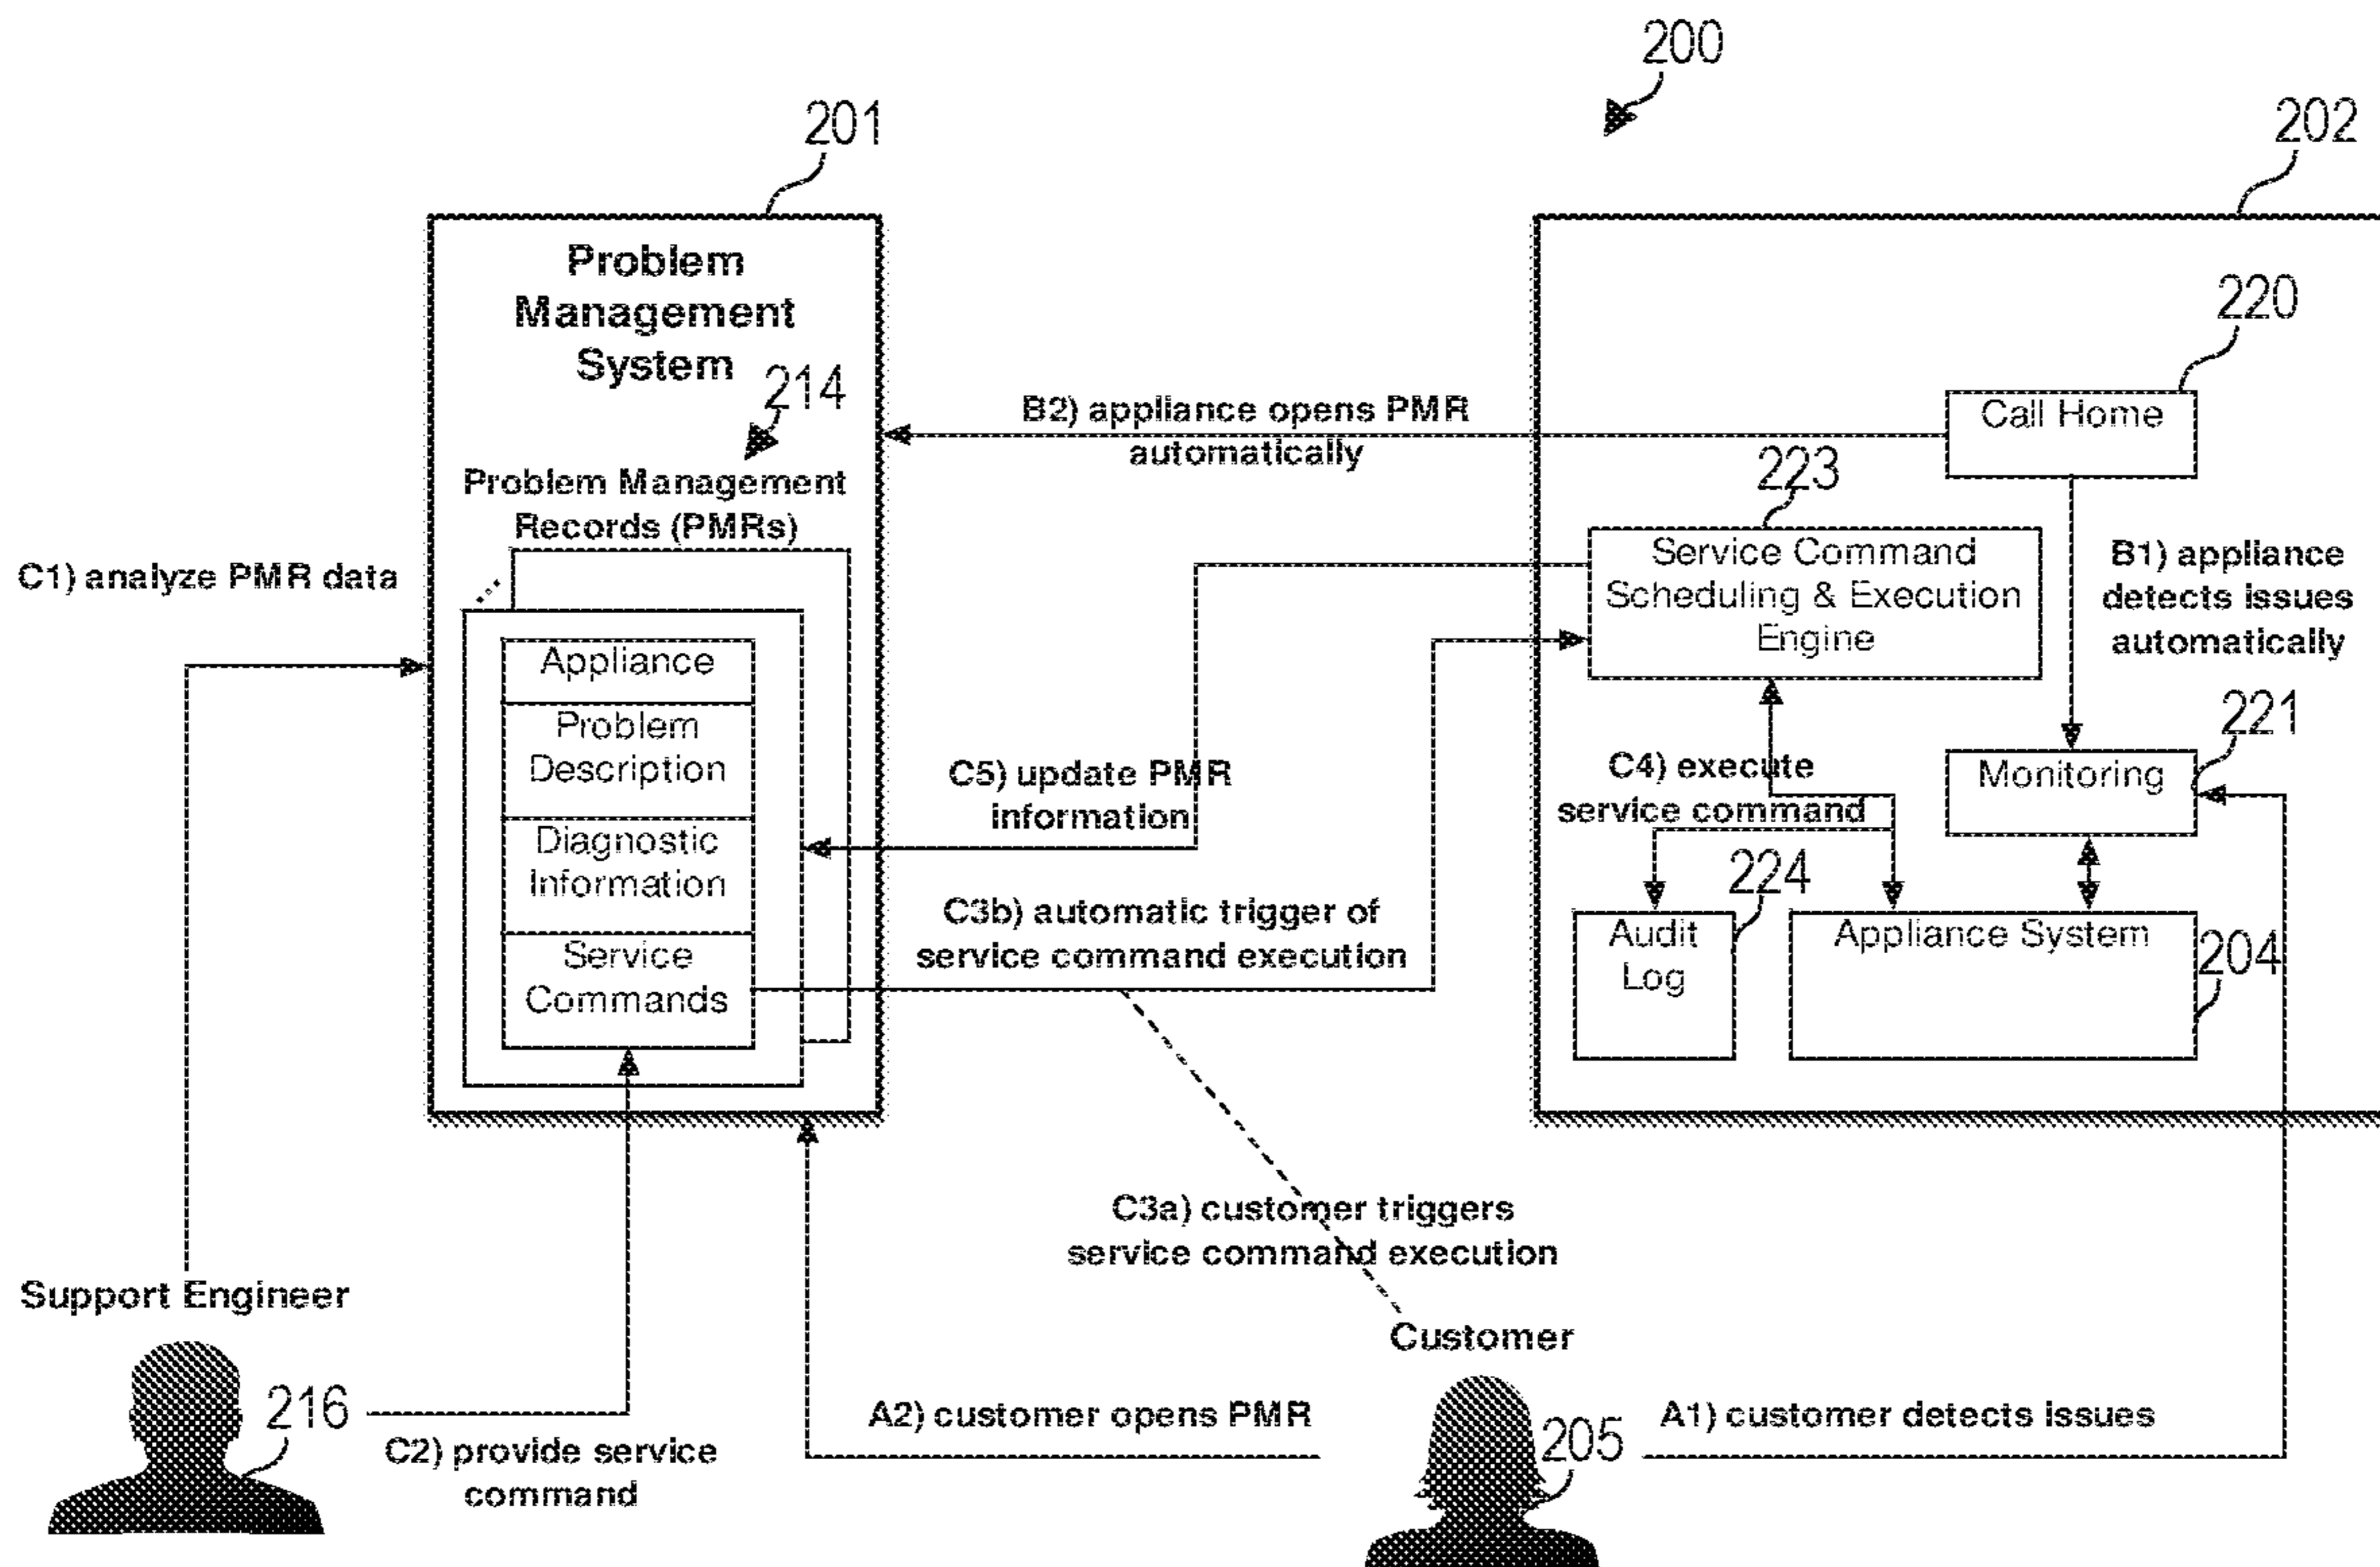 200
201
202
Problem
Management
System
214
220
Call Home
B2) appliance opens PMR
automatically
223
Problem Management
Records (PMRs)
Service Command
Scheduling & Execution
Engine
B1) appliance
detects issues
automatically
C1) analyze PMR data
Appliance
Problem
Description
Diagnostic
Information
Service
Commands
221
Monitoring
C5) update PMR
information
C4) execute
service command
224
C3b) automatic trigger of
service command execution
Audit
Log
Appliance System
204
C3a) customer triggers
service command execution
Support Engineer
Customer
216
C2) provide service
command
A2) customer opens PMR
205
A1) customer detects issues